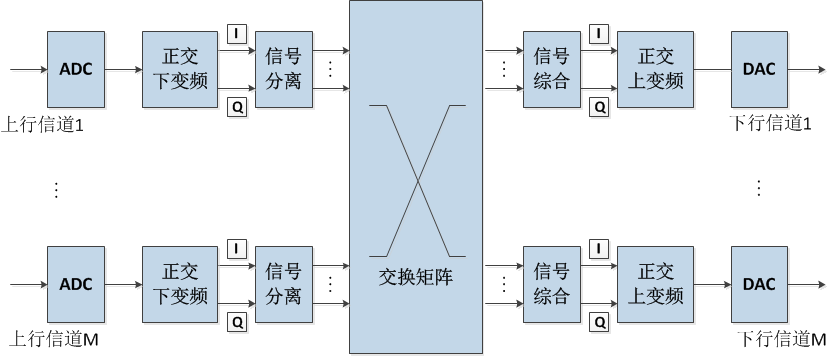 I
I
ADC
正交
下变频
信号
分离
⋮
⋮
信号
综合
正交
上变频
DAC
Q
Q
上行信道1
下行信道1
⋮
⋮
I
I
ADC
正交
下变频
信号
分离
⋮
交换矩阵
⋮
信号
综合
正交
上变频
DAC
Q
Q
上行信道M
下行信道M